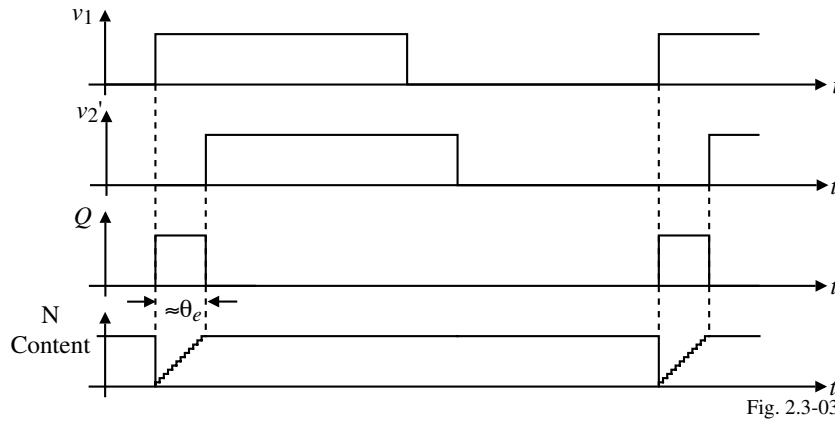 v1
t
v2'
t
Q
t
≈θe
N
Content
t
Fig. 2.3-03